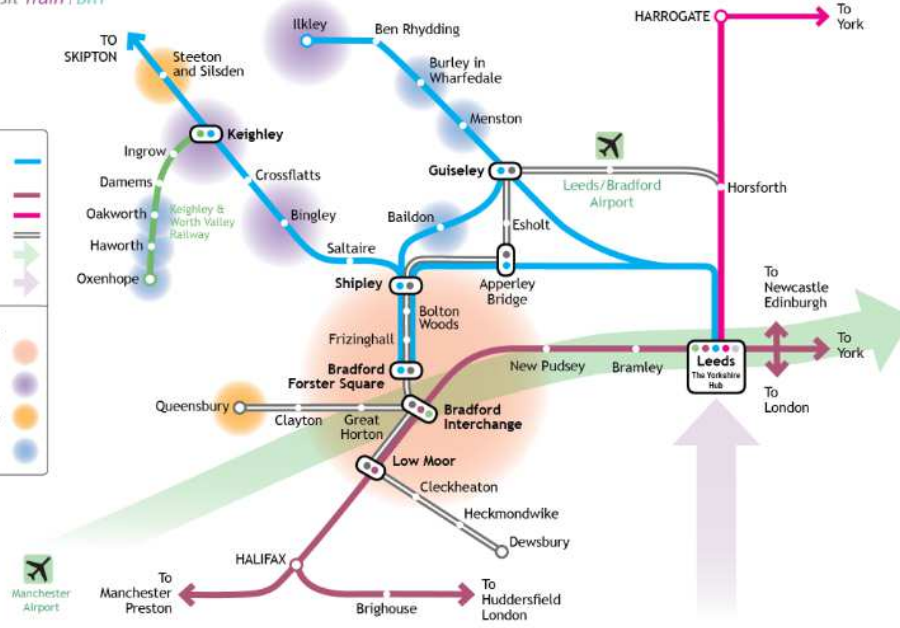 Train
Ilkley
Ben Rhydding
HARROGATE
To
York
TO
SKIPTON
Steeton
and Silsden
Burley in
Wharfedale
Menston
Keighley
Ingrow
Guiseley
Crossflatts
Damems
Leeds/Bradford
Airport
Horsforth
Oakworth
Keighley &
Worth Valley
Railway
Bingley
Baildon
Esholt
Haworth
Saltaire
Oxenhope
Shipley
Apperley
Bridge
To
Newcastle
Edinburgh
Bolton
Woods
Frizinghall
To
York
New Pudsey
Bramley
Leeds
The Yorkshire
Hub
Bradford
Forster Square
To
London
Queensbury
Clayton
Great
Horton
Bradford
Interchange
Low Moor
Cleckheaton
Heckmondwike
Dewsbury
HALIFAX
Manchester
Airport
To
Manchester
Preston
Brighouse
To
Huddersfield
London